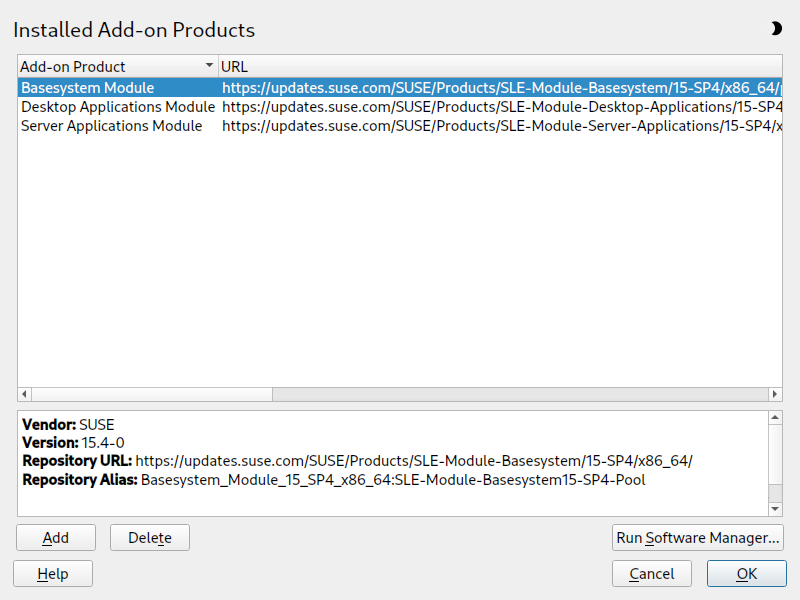 Installed Add-on Products
Add-on Product URL
Basesystem Module https://updates.suse.com/SUSE/Products/SLE-Module-Basesystem/15-SP4/x86_64/
Desktop Applications Module https://updates.suse.com/SUSE/Products/SLE-Module-Desktop-Applications/15-SP4
Server Applications Module https://updates.suse.com/SUSE/Products/SLE-Module-Server-Applications/15-SP4/x
Vendor: SUSE
Version: 15.4-0
Repository URL: https://updates.suse.com/SUSE/Products/SLE-Module-Basesystem/15-SP4/x86_64/
Repository Alias: Basesystem_Module_15_SP4_x86_64:SLE-Module-Basesystem15-SP4-Pool
Add Delete Run Software Manager...
Help Cancel OK